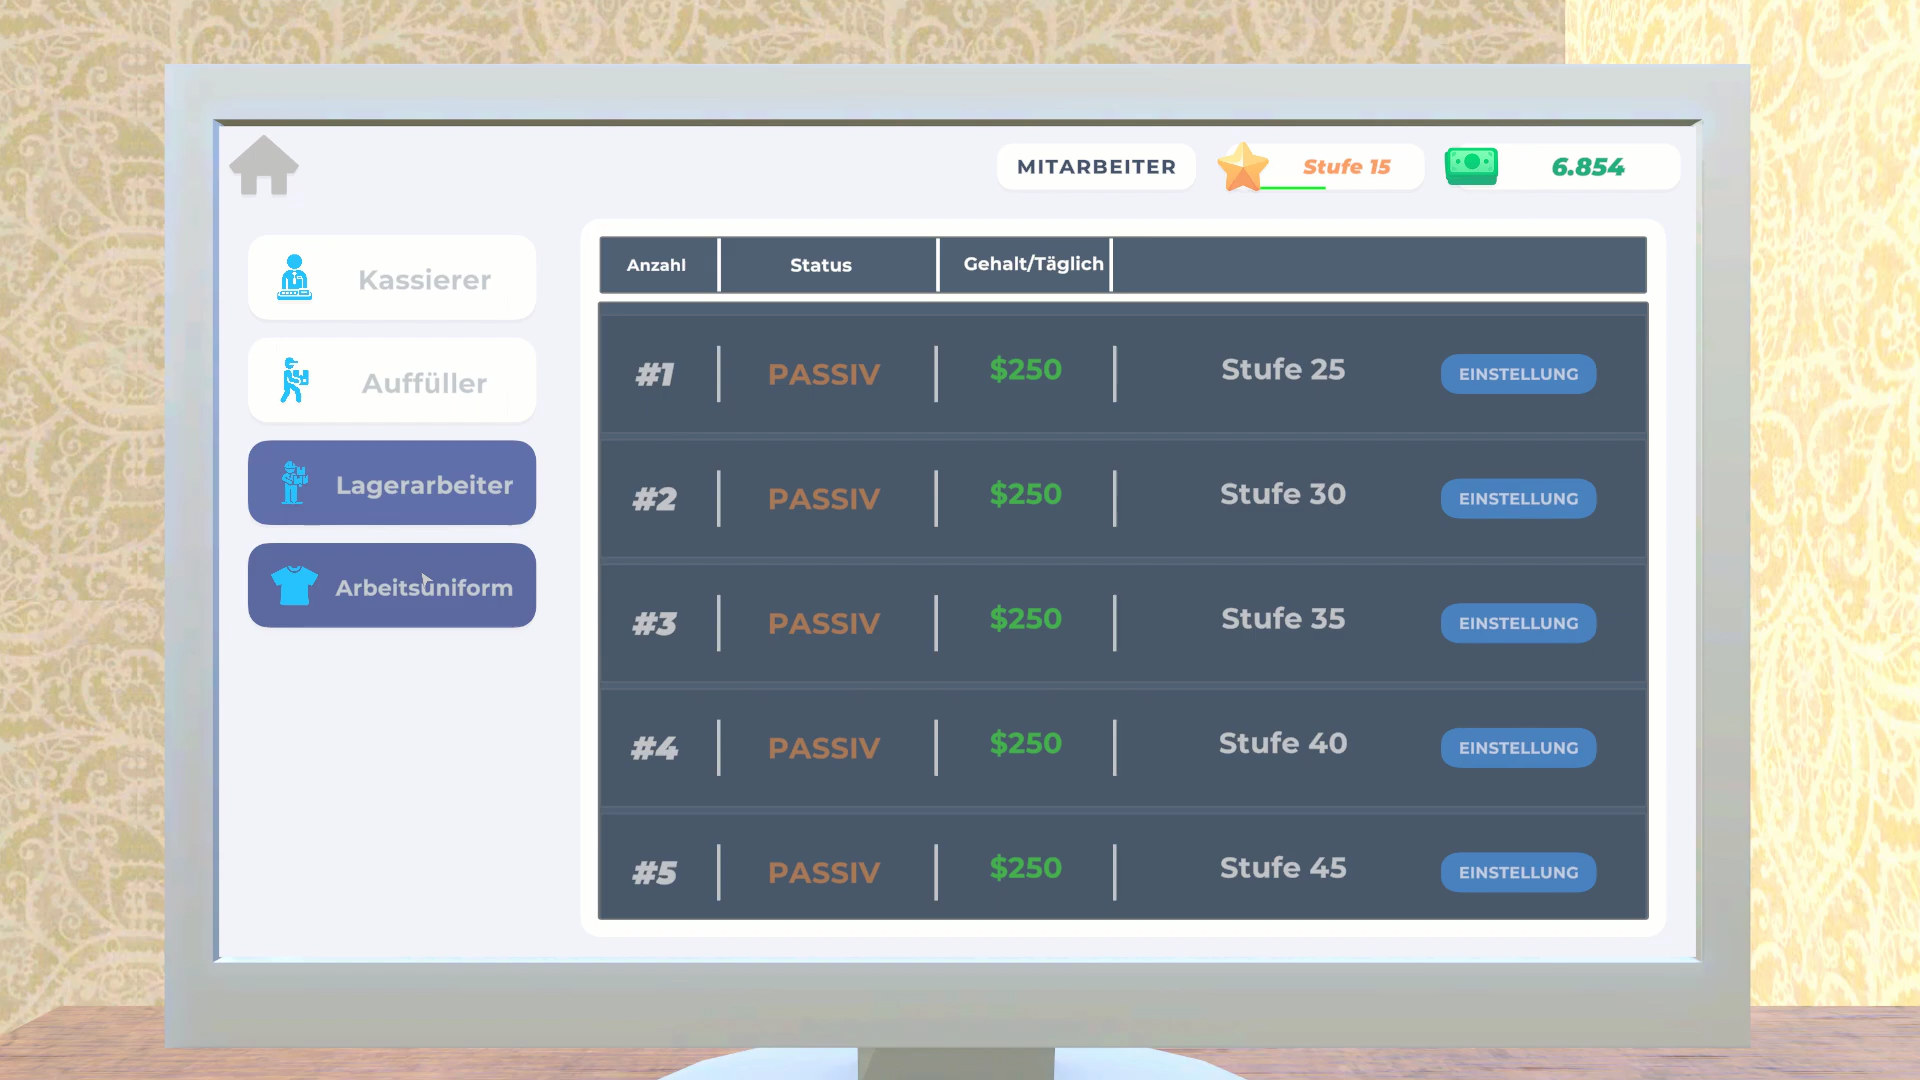 MITARBEITER
Stufe 15
6.854
Kassierer
Auffüller
Lagerarbeiter
Arbeitsuniform
Anzahl Status Gehalt/Täglich
#1 PASSIV $250 Stufe 25 EINSTELLUNG
#2 PASSIV $250 Stufe 30 EINSTELLUNG
#3 PASSIV $250 Stufe 35 EINSTELLUNG
#4 PASSIV $250 Stufe 40 EINSTELLUNG
#5 PASSIV $250 Stufe 45 EINSTELLUNG